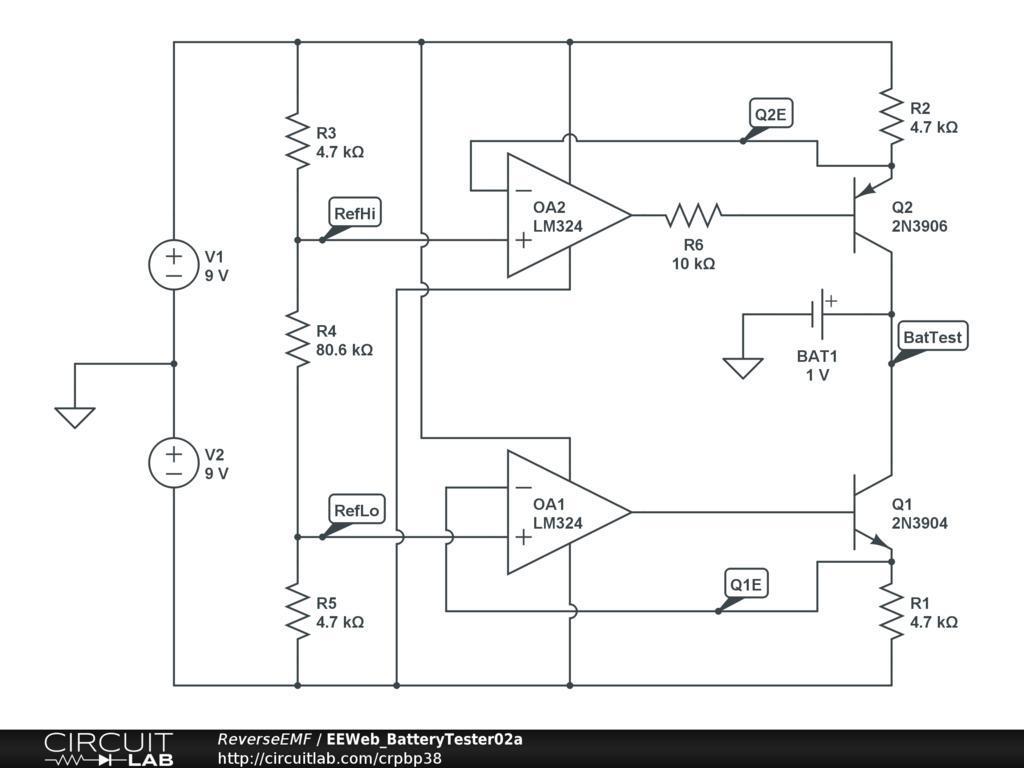 R2
4.7 kΩ
Q2E
R3
4.7 kΩ
OA2
LM324
Q2
2N3906
RefHi
R6
10 kΩ
V1
9 V
+
−
R4
80.6 kΩ
+
BAT1
1 V
BatTest
V2
9 V
+
−
RefLo
OA1
LM324
−
+
−
+
Q1
2N3904
Q1E
R5
4.7 kΩ
R1
4.7 kΩ
CIRCUIT
LAB
ReverseEMF / EEWeb_BatteryTester02a
http://circuitlab.com/crpbp38